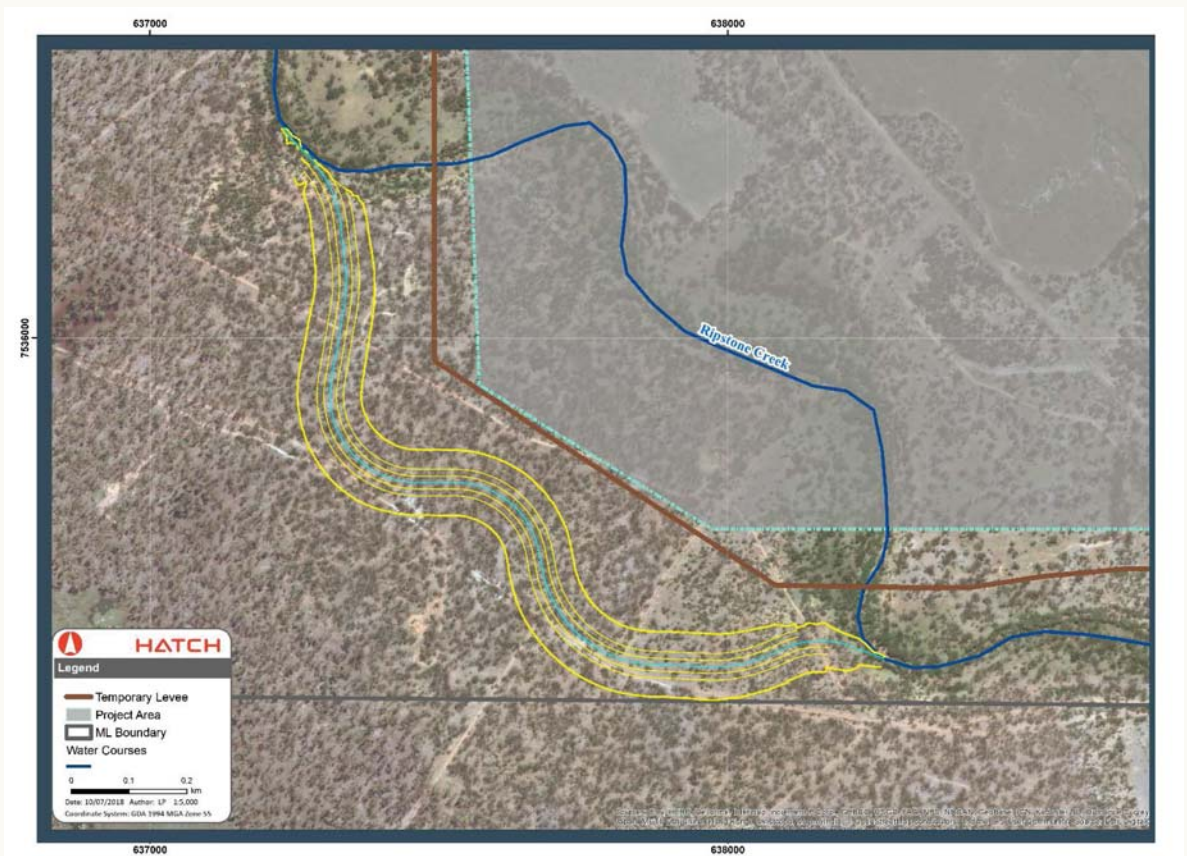 637000
638000
7536000
Ripstone Creek
HATCH
Legend
Temporary Levee
Project Area
ML Boundary
Water Courses
0 0.1 0.2
km
Date: 10/07/2018 Author: LP 1:5,000
Coordinate System: GDA 1994 MGA Zone 55
637000
638000